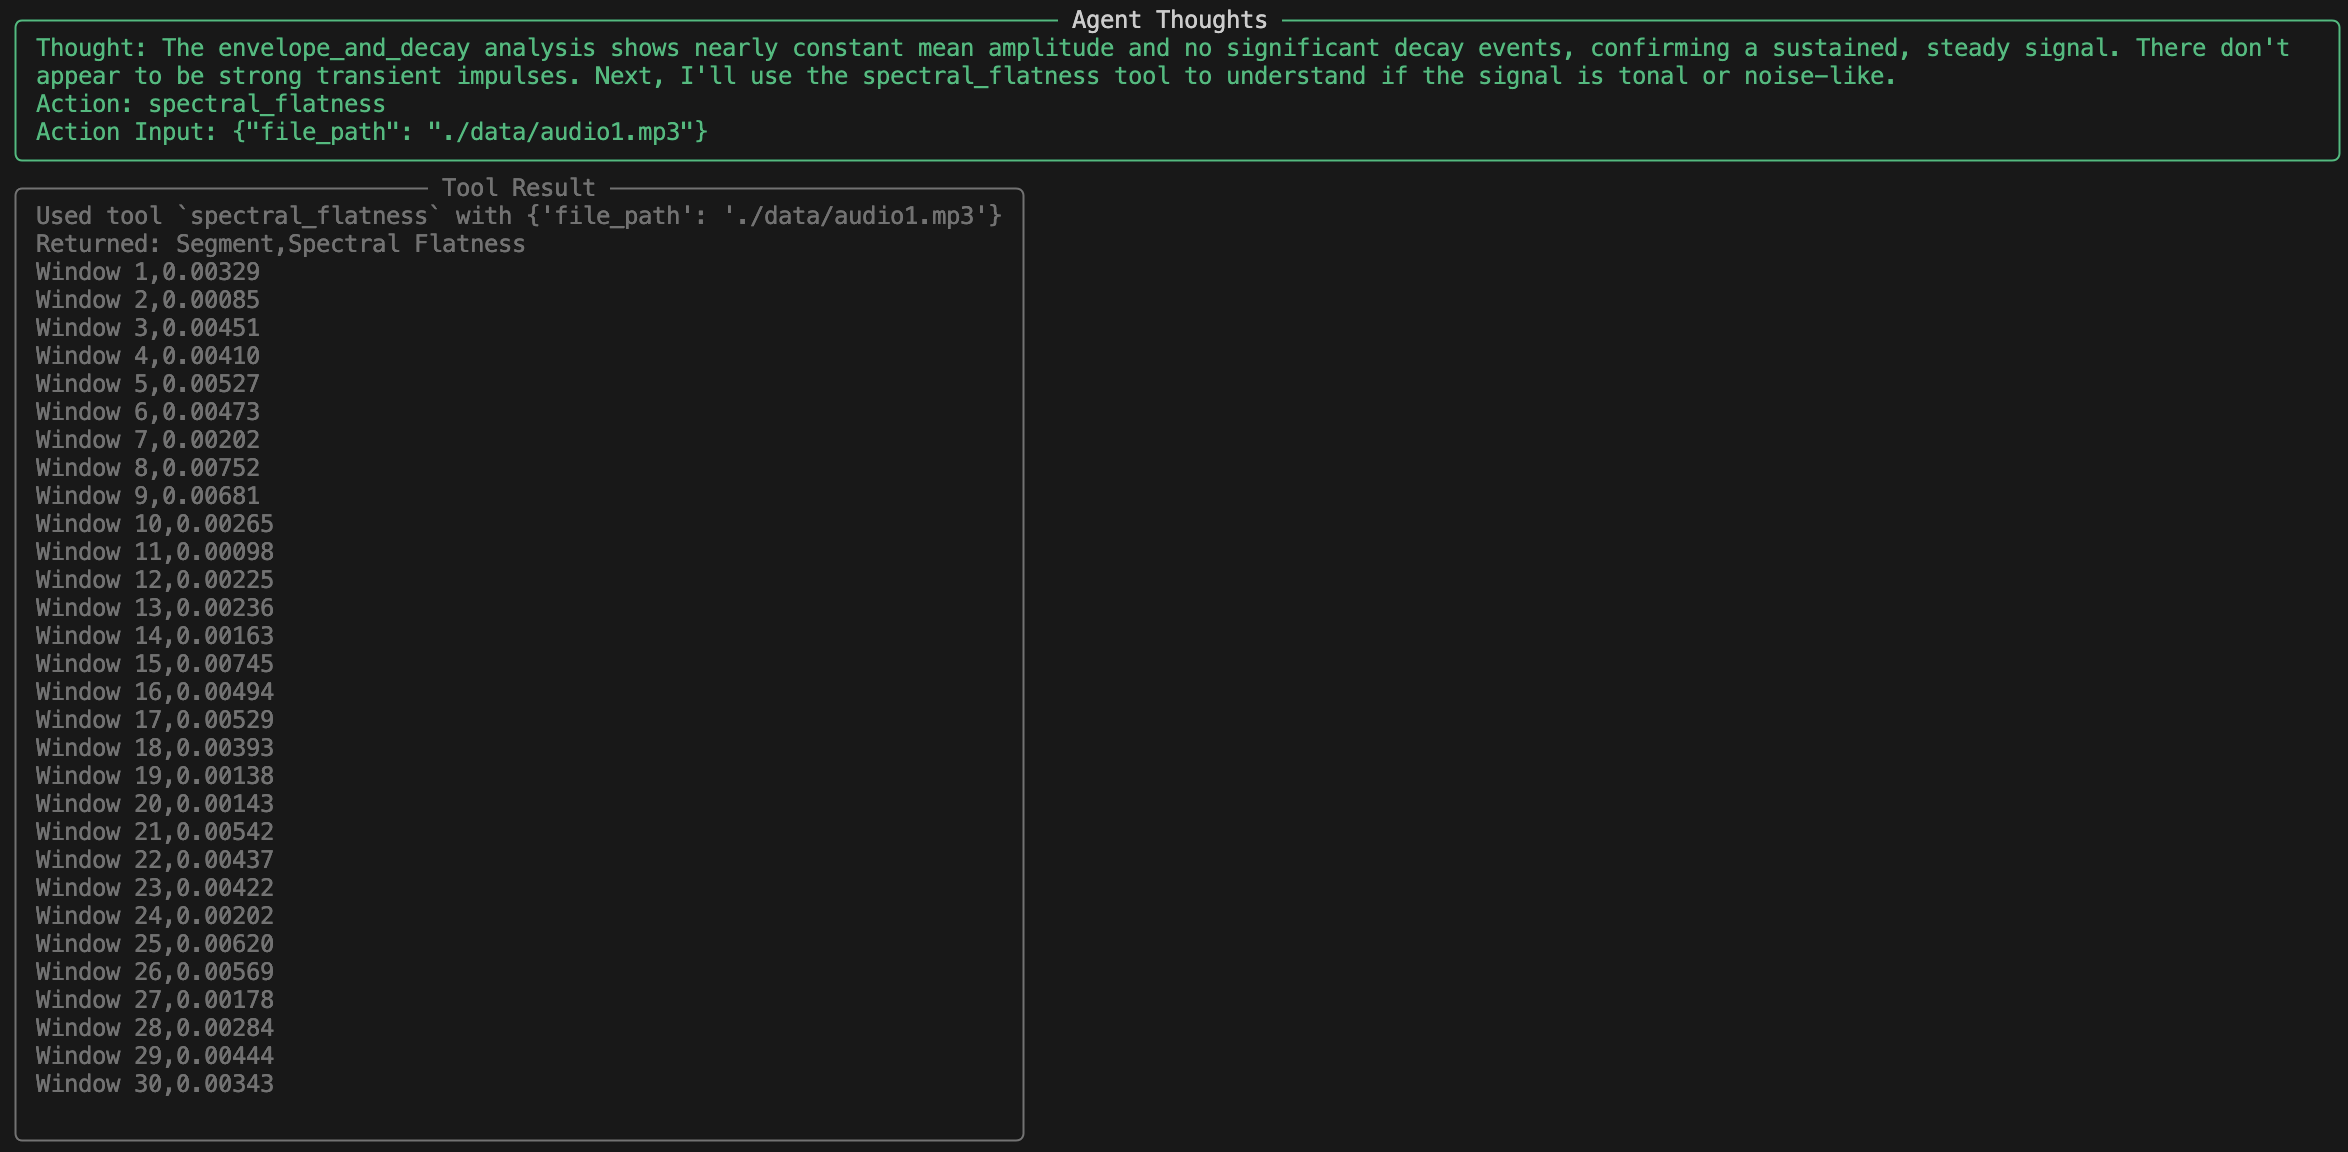 Agent Thoughts
Thought: The envelope_and_decay analysis shows nearly constant mean amplitude and no significant decay events, confirming a sustained, steady signal. There don't
appear to be strong transient impulses. Next, I'll use the spectral_flatness tool to understand if the signal is tonal or noise-like.
Action: spectral_flatness
Action Input: {"file_path": "./data/audio1.mp3"}
Tool Result
Used tool `spectral_flatness` with {'file_path': './data/audio1.mp3'}
Returned: Segment,Spectral Flatness
Window 1,0.00329
Window 2,0.00085
Window 3,0.00451
Window 4,0.00410
Window 5,0.00527
Window 6,0.00473
Window 7,0.00202
Window 8,0.00752
Window 9,0.00681
Window 10,0.00265
Window 11,0.00098
Window 12,0.00225
Window 13,0.00236
Window 14,0.00163
Window 15,0.00745
Window 16,0.00494
Window 17,0.00529
Window 18,0.00393
Window 19,0.00138
Window 20,0.00143
Window 21,0.00542
Window 22,0.00437
Window 23,0.00422
Window 24,0.00202
Window 25,0.00620
Window 26,0.00569
Window 27,0.00178
Window 28,0.00284
Window 29,0.00444
Window 30,0.00343